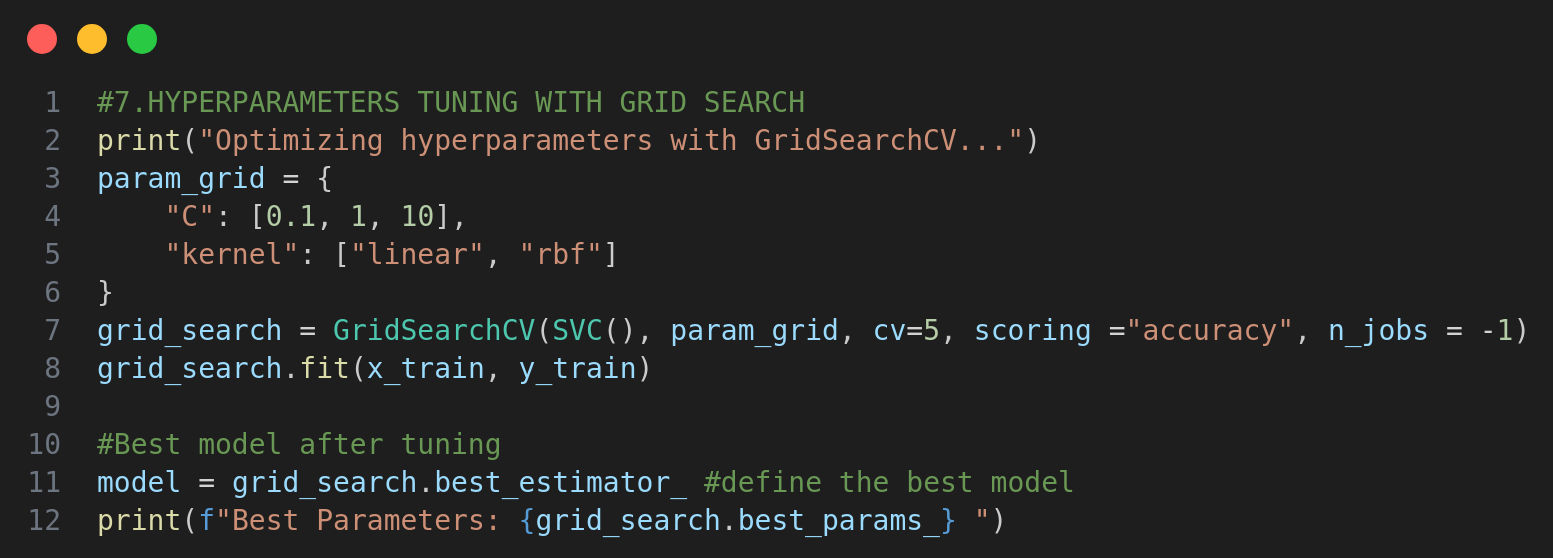 1 #7.HYPERPARAMETERS TUNING WITH GRID SEARCH
2 print("Optimizing hyperparameters with GridSearchCV...")
3 param_grid = {
4     "C": [0.1, 1, 10],
5     "kernel": ["linear", "rbf"]
6 }
7 grid_search = GridSearchCV(SVC(), param_grid, cv=5, scoring ="accuracy", n_jobs = -1)
8 grid_search.fit(x_train, y_train)
9
10 #Best model after tuning
11 model = grid_search.best_estimator_ #define the best model
12 print(f"Best Parameters: {grid_search.best_params_} ")